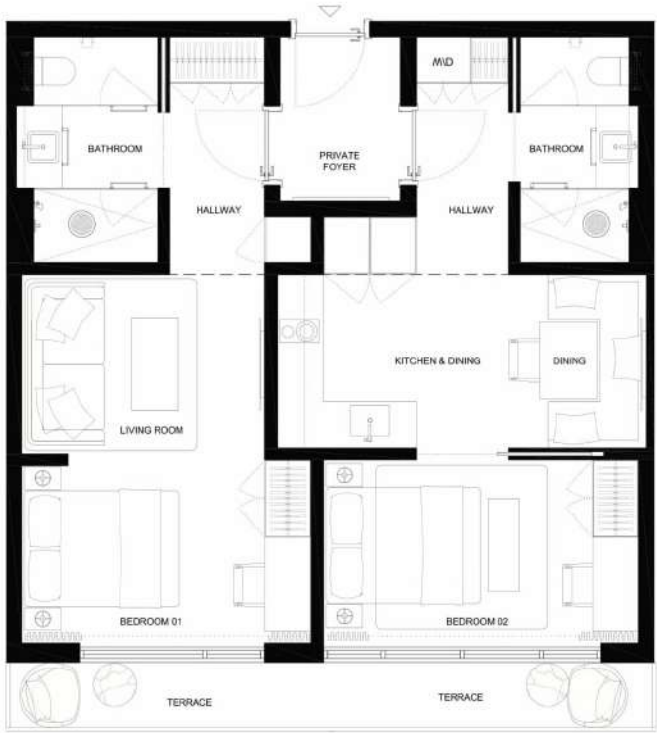 M\D
BATHROOM
PRIVATE
FOYER
BATHROOM
HALLWAY
HALLWAY
KITCHEN & DINING
DINING
LIVING ROOM
BEDROOM 01
BEDROOM 02
TERRACE
TERRACE